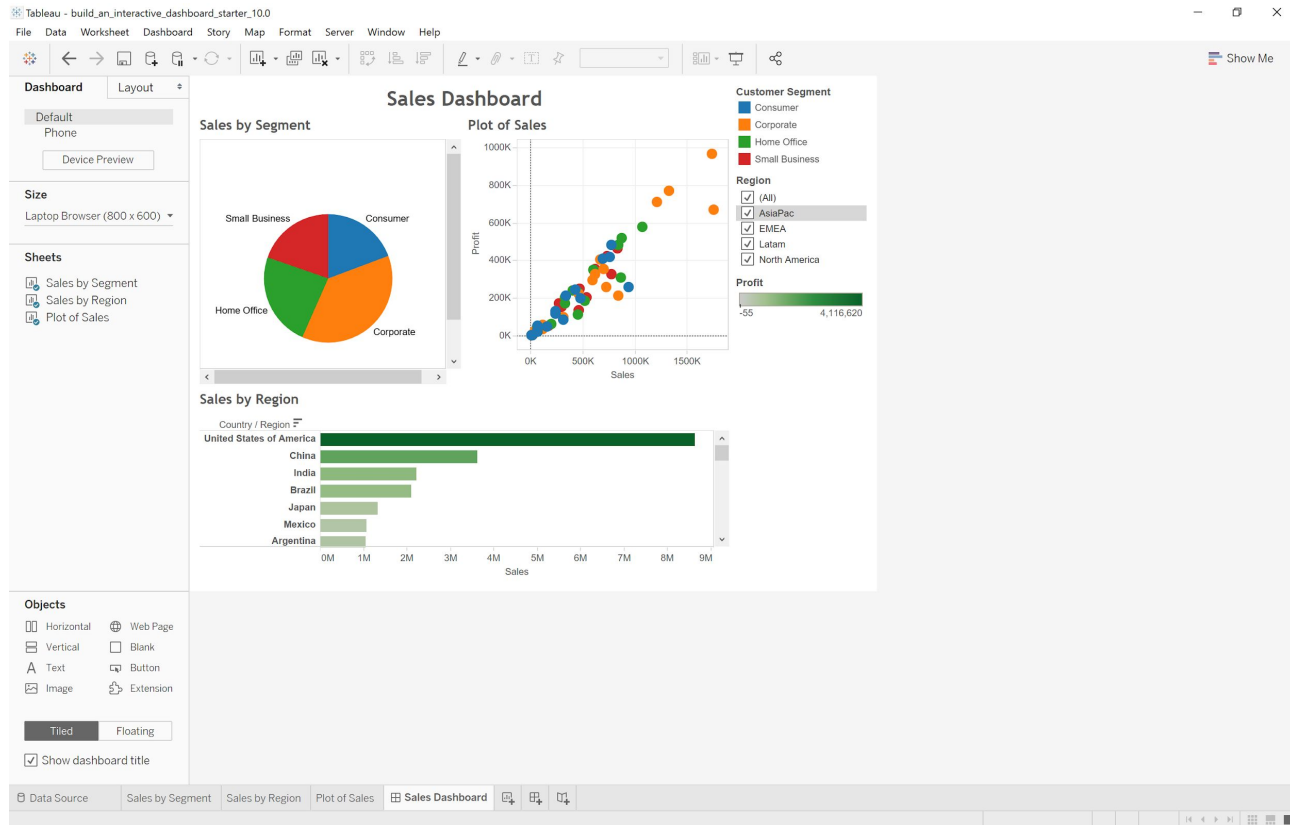 Tableau - build_an_interactive_dashboard_starter_10.0
File Data Worksheet Dashboard Story Map Format Server Window Help
Show Me
Dashboard Layout
Default
Phone
Device Preview
Size
Laptop Browser (800 x 600)
Sheets
Sales by Segment
Sales by Region
Plot of Sales
Objects
Horizontal Web Page
Vertical Blank
Text Button
Image Extension
Tiled Floating
Show dashboard title
Sales Dashboard
Sales by Segment
Small Business Consumer
Home Office
Corporate
Plot of Sales
1000K
800K
600K
400K
200K
0K
Profit
0K 500K 1000K 1500K
Sales
Customer Segment
Consumer
Corporate
Home Office
Small Business
Region
(All)
AsiaPac
EMEA
Latam
North America
Profit
-55 4,116,620
Sales by Region
Country / Region
United States of America
China
India
Brazil
Japan
Mexico
Argentina
0M 1M 2M 3M 4M 5M 6M 7M 8M 9M
Sales
Data Source Sales by Segment Sales by Region Plot of Sales Sales Dashboard